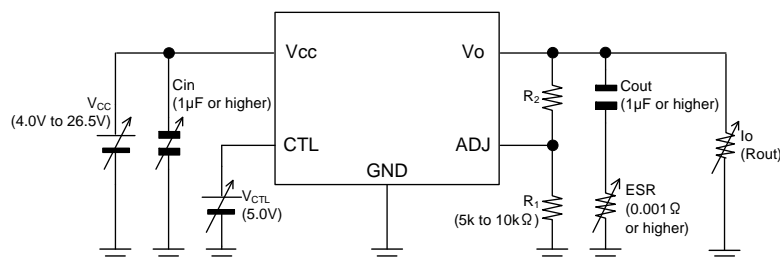 Vcc
Vo
Cin
(1µF or higher)
VCC
(4.0V to 26.5V)
R2
Cout
(1µF or higher)
CTL
ADJ
Io
(Rout)
GND
VCTL
(5.0V)
R1
(5k to 10kΩ)
ESR
(0.001Ω
or higher)